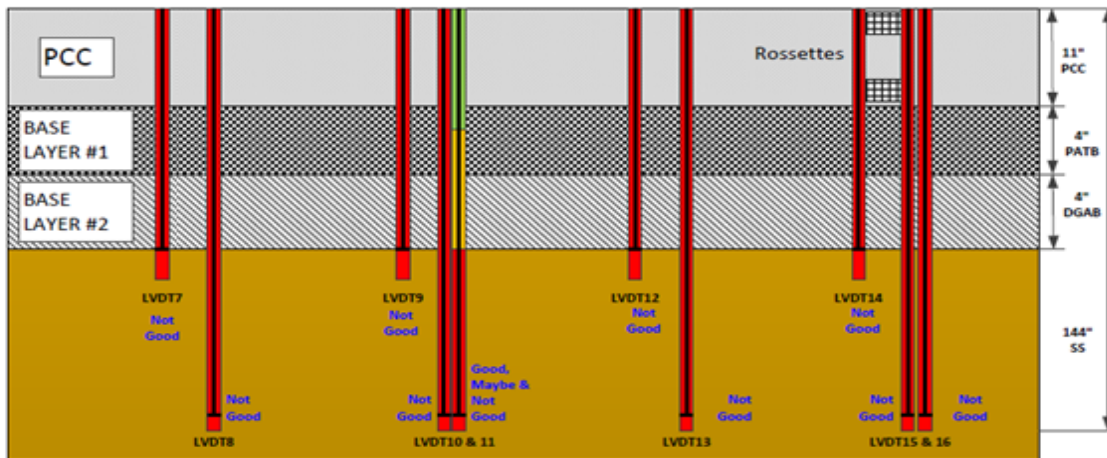 PCC
Rossettes
11"
PCC
BASE
LAYER #1
4"
PATB
BASE
LAYER #2
4"
DGAB
LVDT7
Not
Good
LVDT9
Not
Good
LVDT12
Not
Good
LVDT14
Not
Good
144"
SS
Not
Good
LVDT8
Not
Good
Good,
Maybe &
Not
Good
LVDT10 & 11
Not
Good
LVDT13
Not
Good
Not
Good
LVDT15 & 16